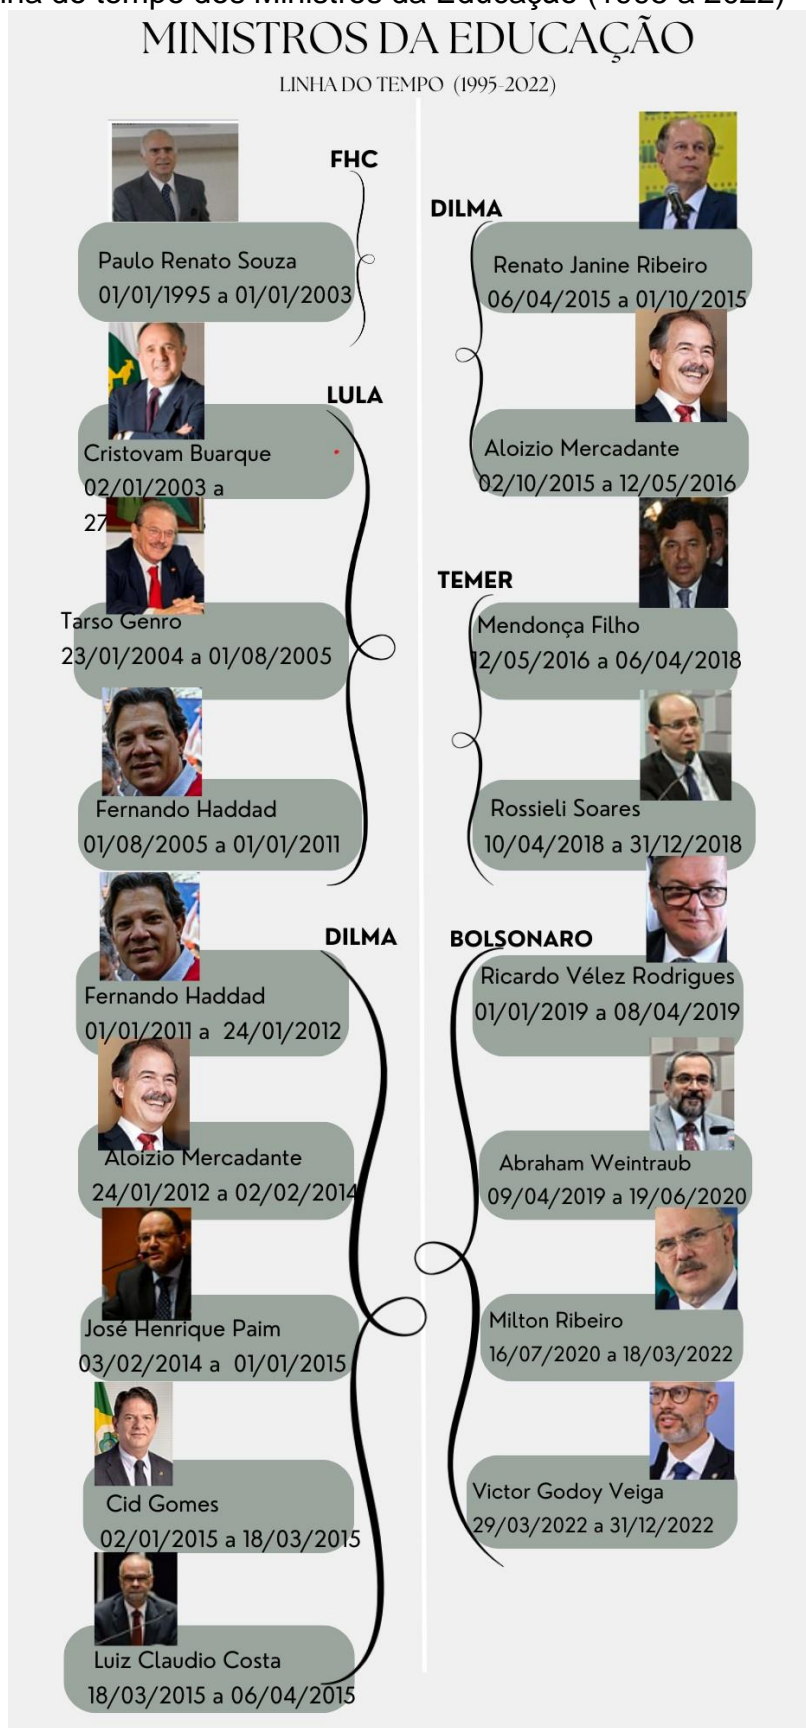 dos Ministros da Educação
MINISTROS DA EDUCAÇÃO
LINHA DO TEMPO (1995-2022)
FHC
Paulo Renato Souza
01/01/1995 a 01/01/2003
LULA
Cristovam Buarque
02/01/2003 a
27
Tarso Genro
23/01/2004 a 01/08/2005
Fernando Haddad
01/08/2005 a 01/01/2011
DILMA
Fernando Haddad
01/01/2011 a 24/01/2012
Aloizio Mercadante
24/01/2012 a 02/02/2014
José Henrique Paim
03/02/2014 a 01/01/2015
Cid Gomes
02/01/2015 a 18/03/2015
Luiz Claudio Costa
18/03/2015 a 06/04/2015
DILMA
Renato Janine Ribeiro
06/04/2015 a 01/10/2015
Aloizio Mercadante
02/10/2015 a 12/05/2016
TEMER
Mendonça Filho
12/05/2016 a 06/04/2018
Rossieli Soares
10/04/2018 a 31/12/2018
BOLSONARO
Ricardo Vélez Rodrigues
01/01/2019 a 08/04/2019
Abraham Weintraub
09/04/2019 a 19/06/2020
Milton Ribeiro
16/07/2020 a 18/03/2022
Victor Godoy Veiga
29/03/2022 a 31/12/2022